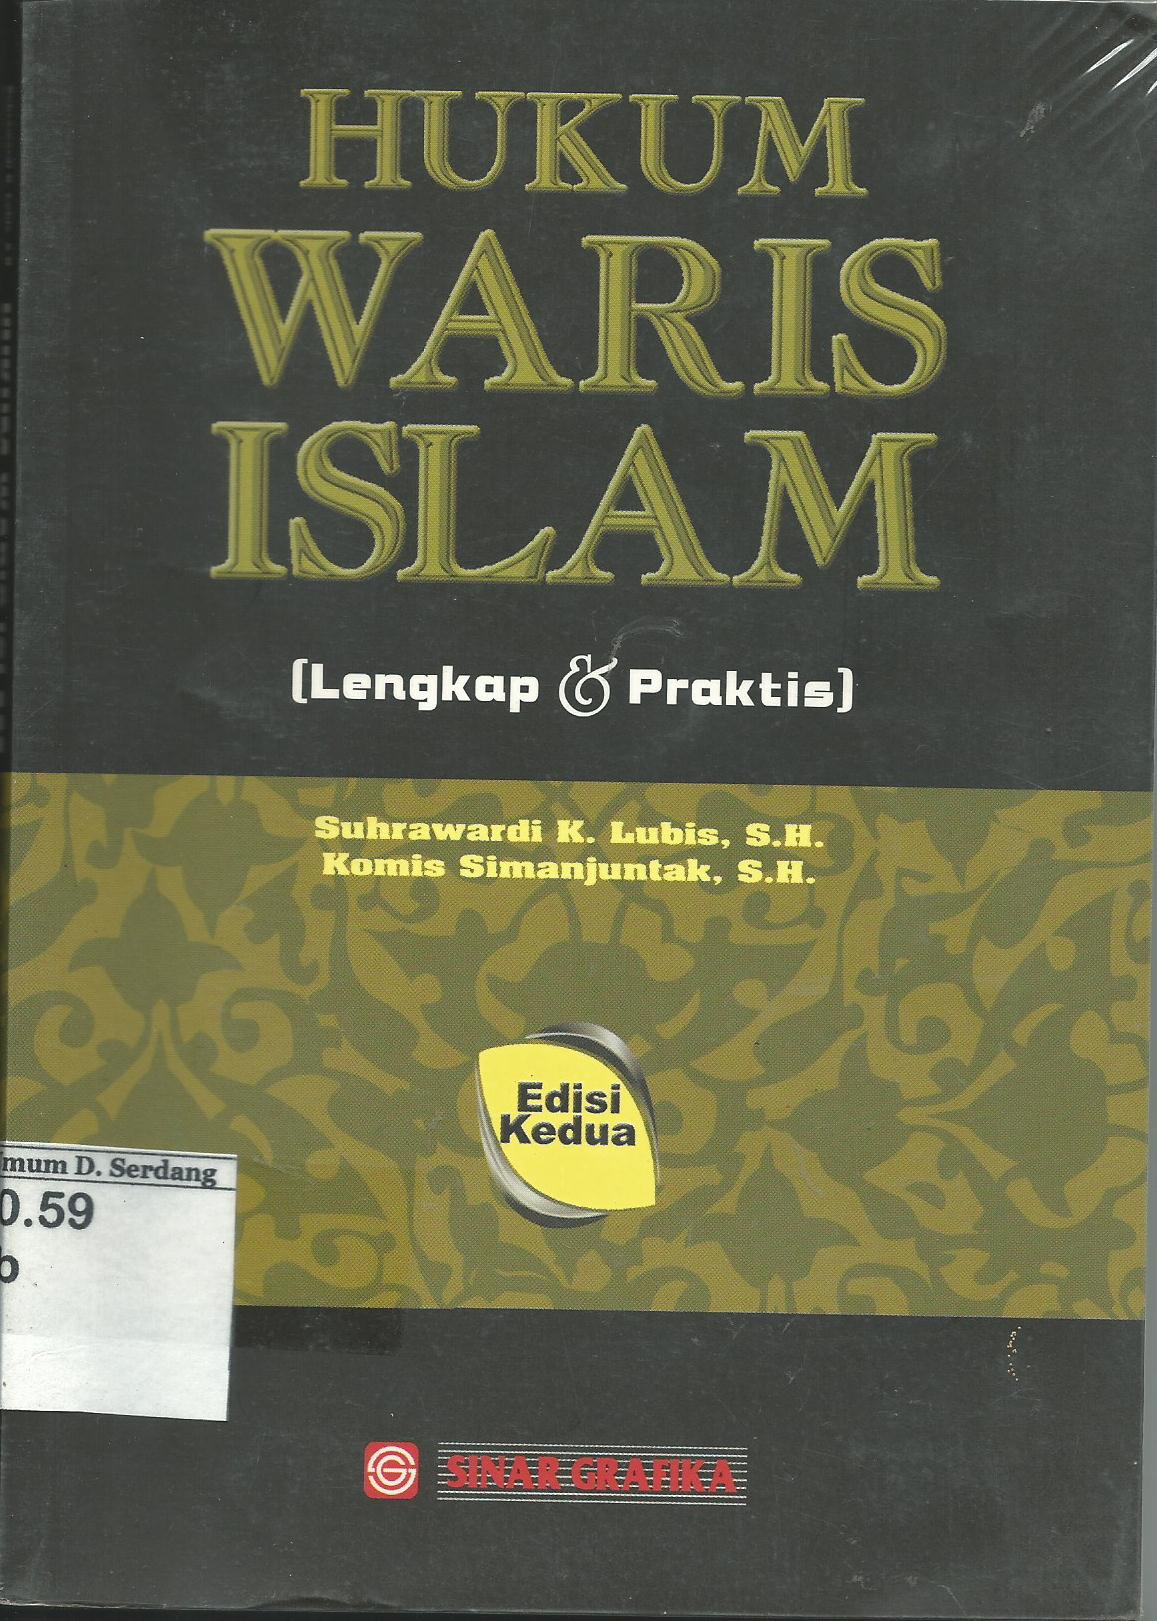 HUKUM
WARIS
ISLAM
(Lengkap & Praktis)
Suhrawardi K. Lubis, S.H.
Komis Simanjuntak, S.H.
Edisi
Kedua
mum D. Serdang
0.59
b
SINAR GRAFIKA